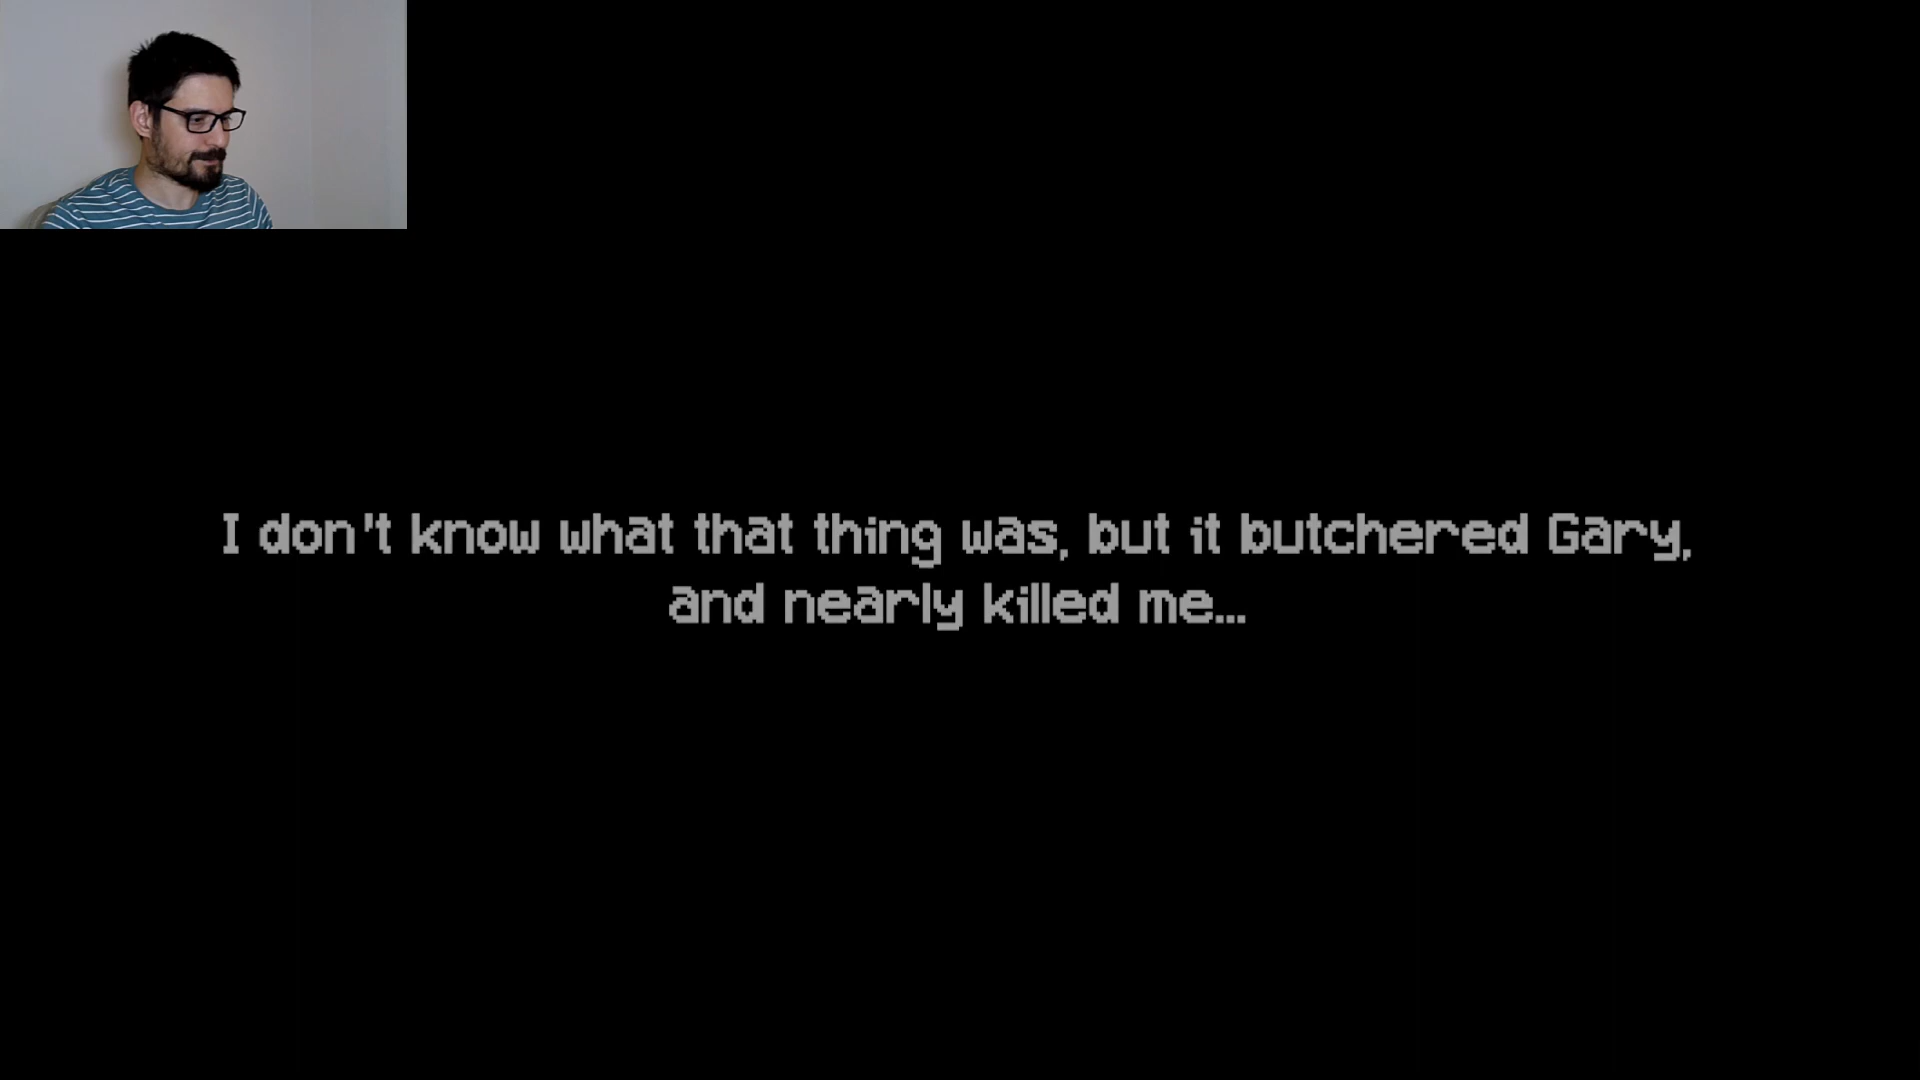 I don't know what that thing was, but it butchered Gary,
and nearly killed me...